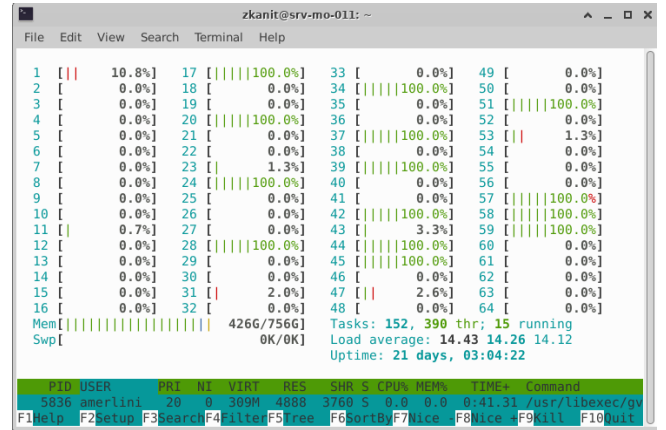 zkanit@srv-mo-011: ~
File Edit View Search Terminal Help
1 [|| 10.8%] 17 [|||||100.0%] 33 [ 0.0%] 49 [ 0.0%]
2 [ 0.0%] 18 [ 0.0%] 34 [|||||100.0%] 50 [ 0.0%]
3 [ 0.0%] 19 [ 0.0%] 35 [ 0.0%] 51 [|||||100.0%]
4 [ 0.0%] 20 [|||||100.0%] 36 [ 0.0%] 52 [ 0.0%]
5 [ 0.0%] 21 [ 0.0%] 37 [|||||100.0%] 53 [|| 1.3%]
6 [ 0.0%] 22 [ 0.0%] 38 [ 0.0%] 54 [ 0.0%]
7 [ 0.0%] 23 [| 1.3%] 39 [|||||100.0%] 55 [ 0.0%]
8 [ 0.0%] 24 [|||||100.0%] 40 [ 0.0%] 56 [ 0.0%]
9 [ 0.0%] 25 [ 0.0%] 41 [ 0.0%] 57 [|||||100.0%]
10 [ 0.0%] 26 [ 0.0%] 42 [|||||100.0%] 58 [|||||100.0%]
11 [| 0.7%] 27 [ 0.0%] 43 [| 3.3%] 59 [|||||100.0%]
12 [ 0.0%] 28 [|||||100.0%] 44 [|||||100.0%] 60 [ 0.0%]
13 [ 0.0%] 29 [ 0.0%] 45 [|||||100.0%] 61 [ 0.0%]
14 [ 0.0%] 30 [ 0.0%] 46 [ 0.0%] 62 [ 0.0%]
15 [ 0.0%] 31 [| 2.0%] 47 [|| 2.6%] 63 [ 0.0%]
16 [ 0.0%] 32 [ 0.0%] 48 [ 0.0%] 64 [ 0.0%]
Mem[||||||||||||||||||| 426G/756G] Tasks: 152, 390 thr; 15 running
Swp[ 0K/0K] Load average: 14.43 14.26 14.12
Uptime: 21 days, 03:04:22
PID USER PRI NI VIRT RES SHR S CPU% MEM% TIME+ Command
5836 amerlini 20 0 309M 4888 3760 S 0.0 0.0 0:41.31 /usr/libexec/gv
F1Help F2Setup F3SearchF4FilterF5Tree F6SortByF7Nice -F8Nice +F9Kill F10Quit